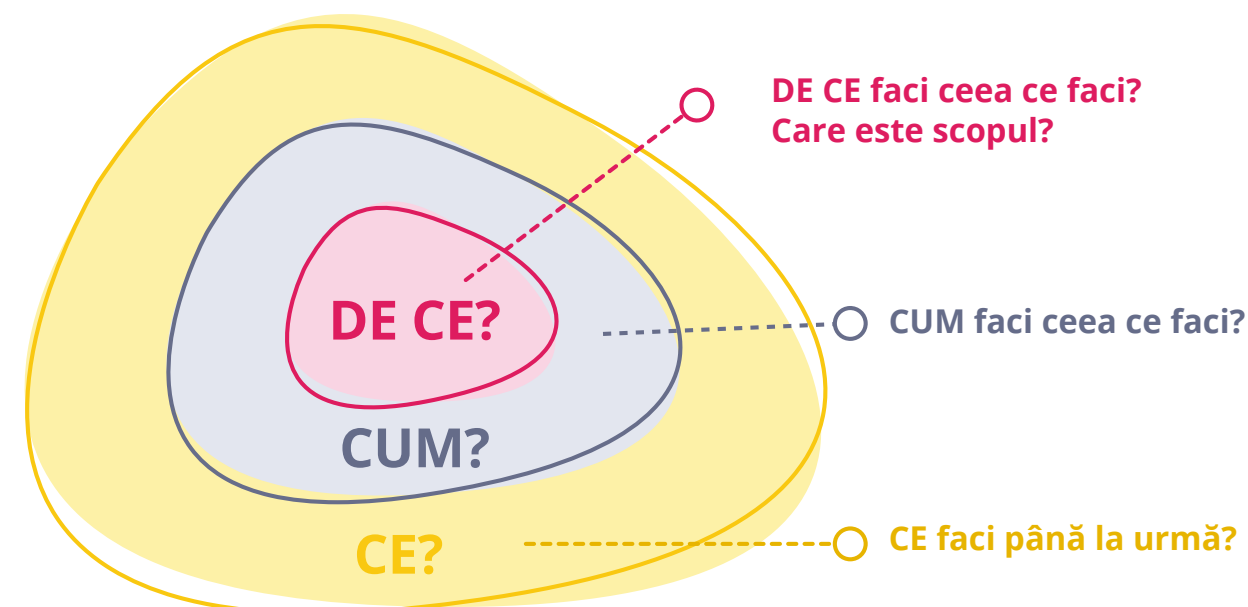 DE CE faci ceea ce faci?
Care este scopul?
DE CE?
CUM faci ceea ce faci?
CUM?
CE?
CE faci până la urmă?